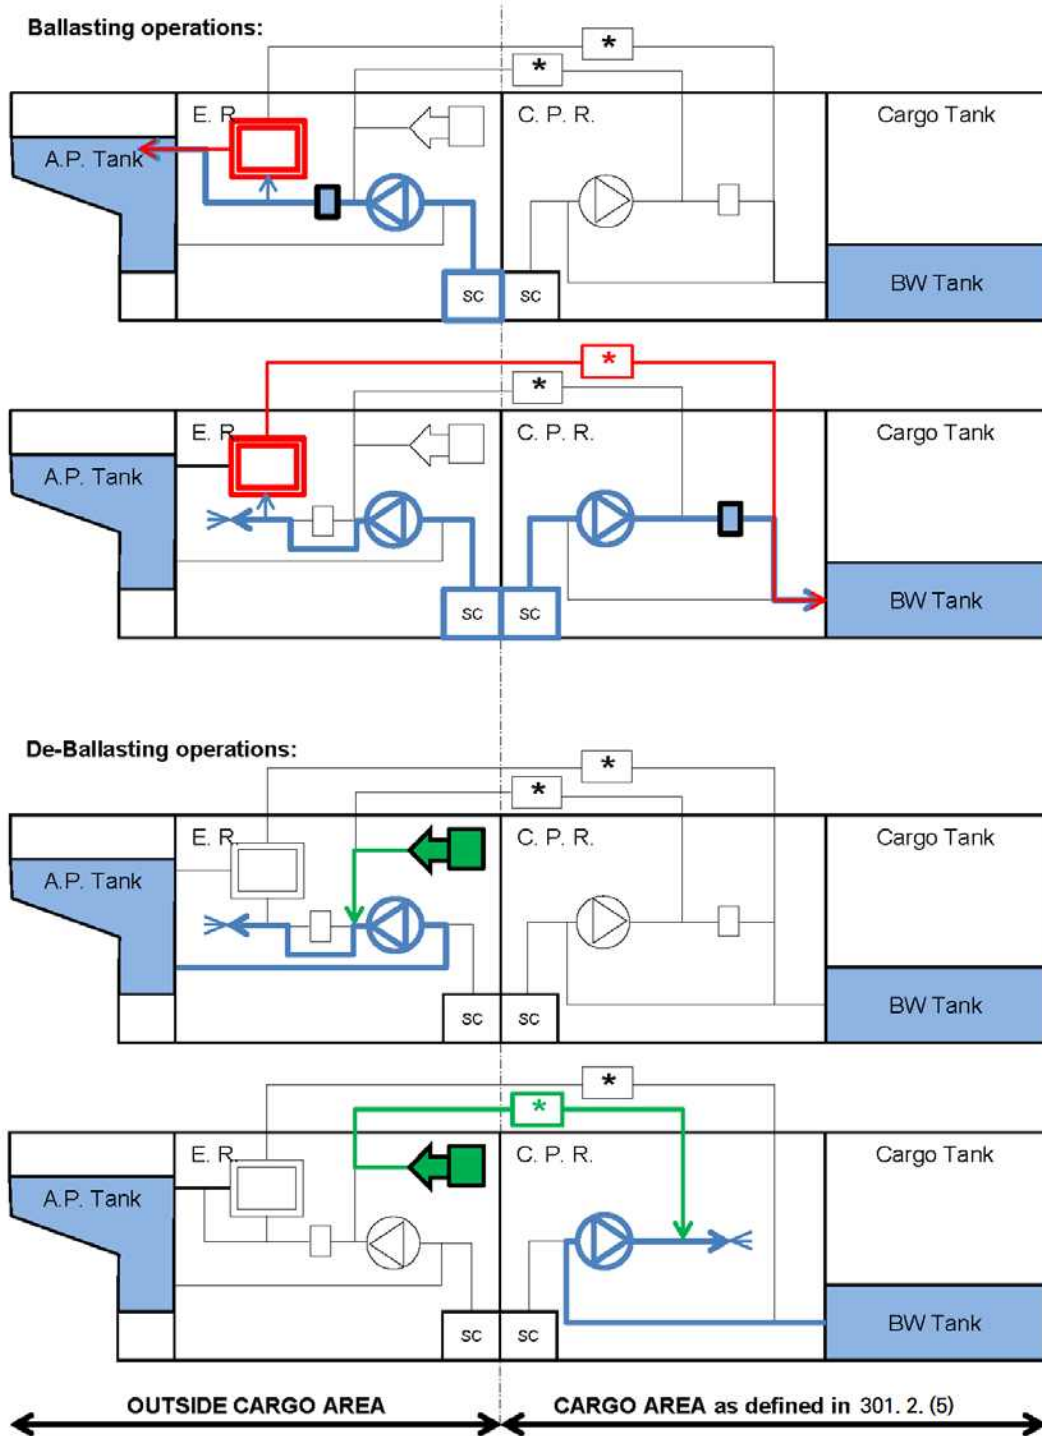 Ballasting operations:
*
*
E. R.
C. P. R.
Cargo Tank
A.P. Tank
BW Tank
SC
SC
*
*
E. R.
C. P. R.
Cargo Tank
A.P. Tank
BW Tank
SC
SC
De-Ballasting operations:
*
*
E. R.
C. P. R.
Cargo Tank
A.P. Tank
BW Tank
SC
SC
*
*
E. R.
C. P. R.
Cargo Tank
A.P. Tank
BW Tank
SC
SC
OUTSIDE CARGO AREA
CARGO AREA as defined in 301. 2. (5)